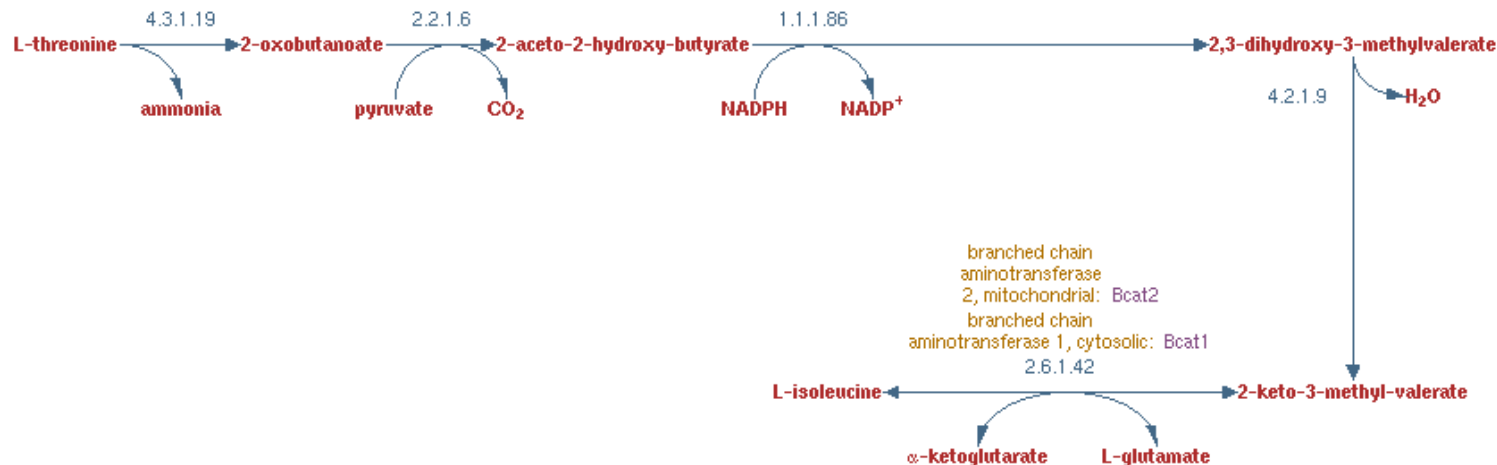 4.3.1.19 2.2.1.6 1.1.1.86
L-threonine 2-oxobutanoate 2-aceto-2-hydroxy-butyrate 2,3-dihydroxy-3-methylvalerate
ammonia pyruvate CO₂ NADPH NADP⁺ 4.2.1.9 H₂O
branched chain
aminotransferase
2, mitochondrial: Bcat2
branched chain
aminotransferase 1, cytosolic: Bcat1
2.6.1.42
L-isoleucine 2-keto-3-methyl-valerate
α-ketoglutarate L-glutamate